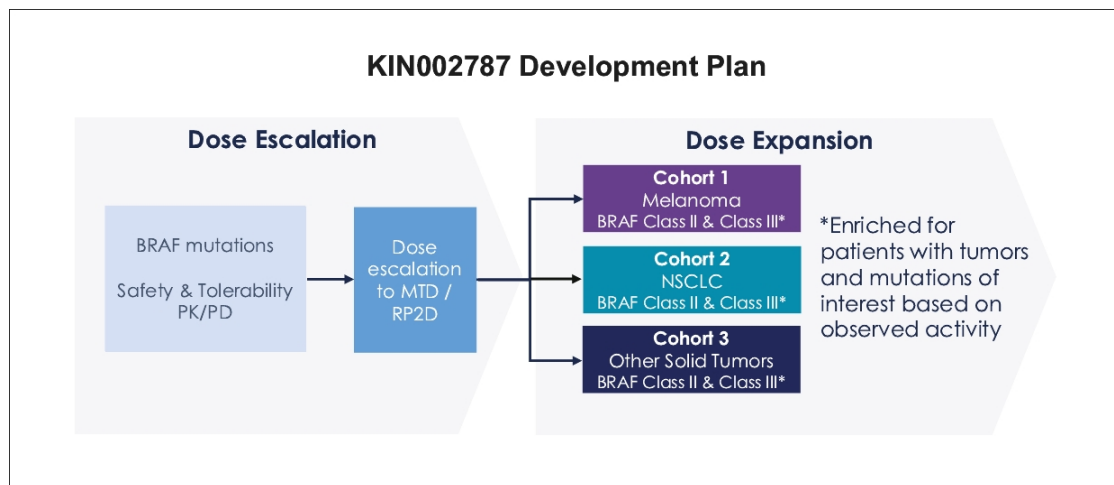 KIN002787 Development Plan
Dose Escalation
BRAF mutations
Safety & Tolerability
PK/PD
Dose
escalation
to MTD /
RP2D
Dose Expansion
Cohort 1
Melanoma
BRAF Class II & Class III*
Cohort 2
NSCLC
BRAF Class II & Class III*
Cohort 3
Other Solid Tumors
BRAF Class II & Class III*
*Enriched for
patients with tumors
and mutations of
interest based on
observed activity